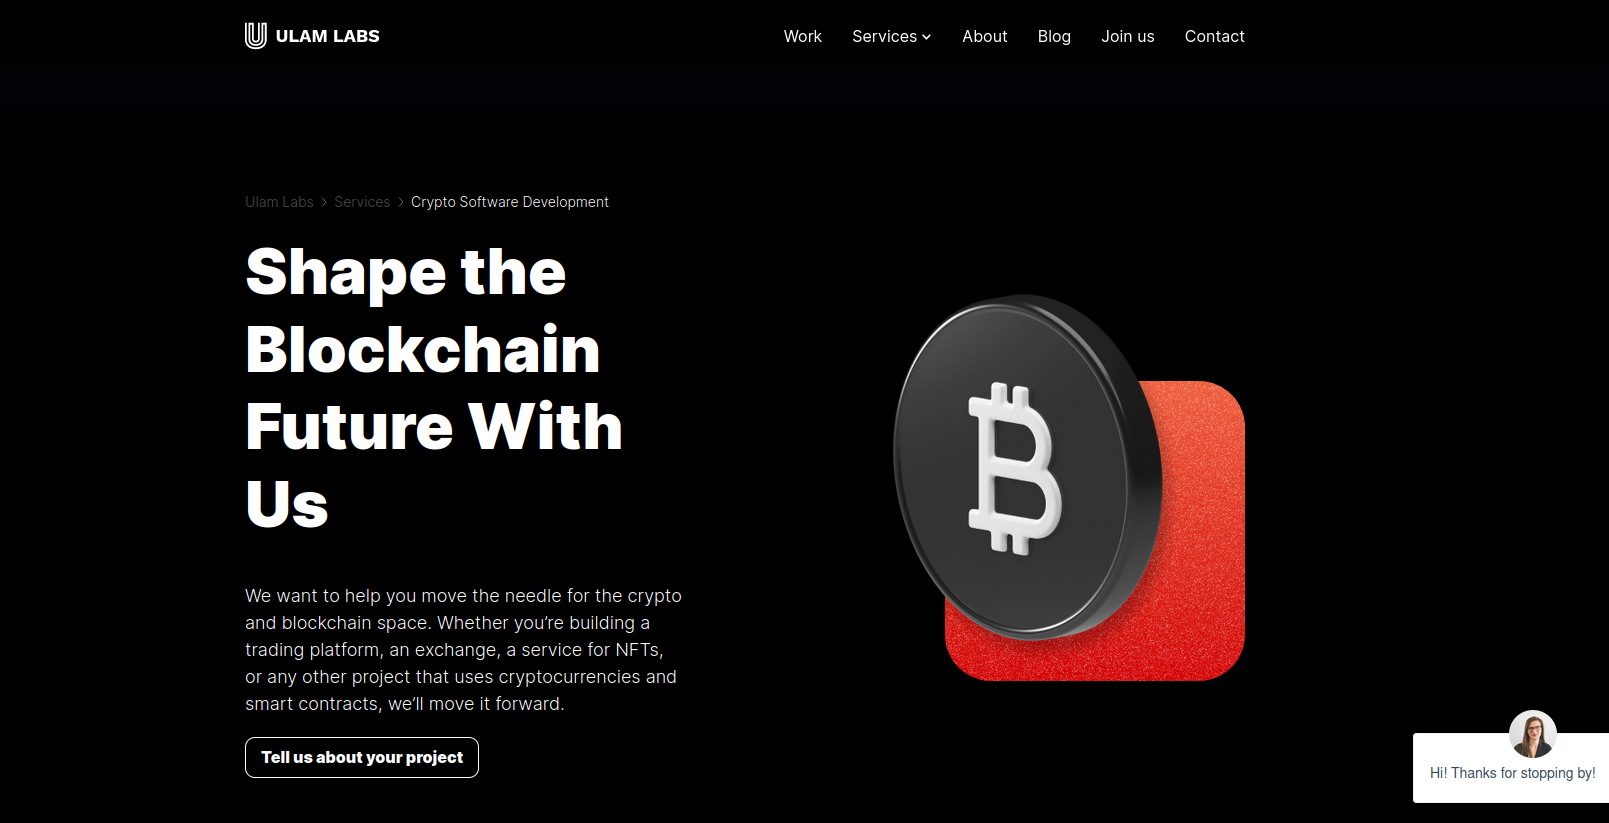 ULAM LABS
Work Services About Blog Join us Contact
Ulam Labs > Services > Crypto Software Development
Shape the
Blockchain
Future With
Us
We want to help you move the needle for the crypto
and blockchain space. Whether you’re building a
trading platform, an exchange, a service for NFTs,
or any other project that uses cryptocurrencies and
smart contracts, we’ll move it forward.
Tell us about your project
Hi! Thanks for stopping by!